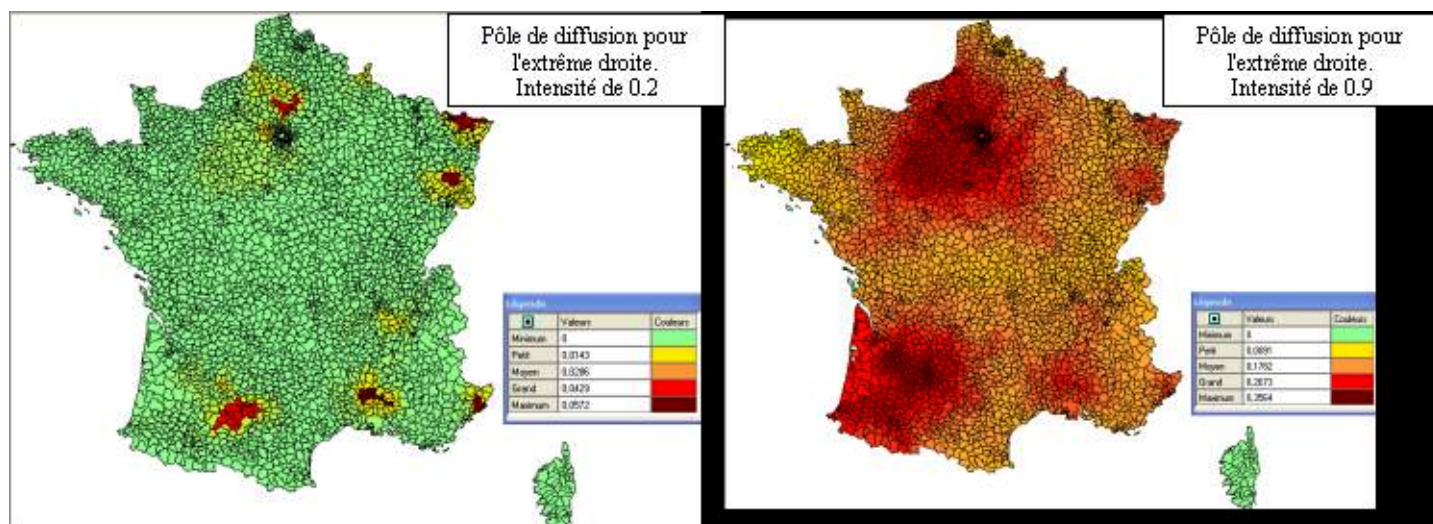 Pôle de diffusion pour
l'extrême droite.
Intensité de 0.2
Pôle de diffusion pour
l'extrême droite.
Intensité de 0.9
Légende
Valeurs Couleurs
Minimum 0
Petit 0.0143
Moyen 0.0286
Grand 0.0429
Maximum 0.0572
Légende
Valeurs Couleurs
Minimum 0
Petit 0.0891
Moyen 0.1782
Grand 0.2673
Maximum 0.3564